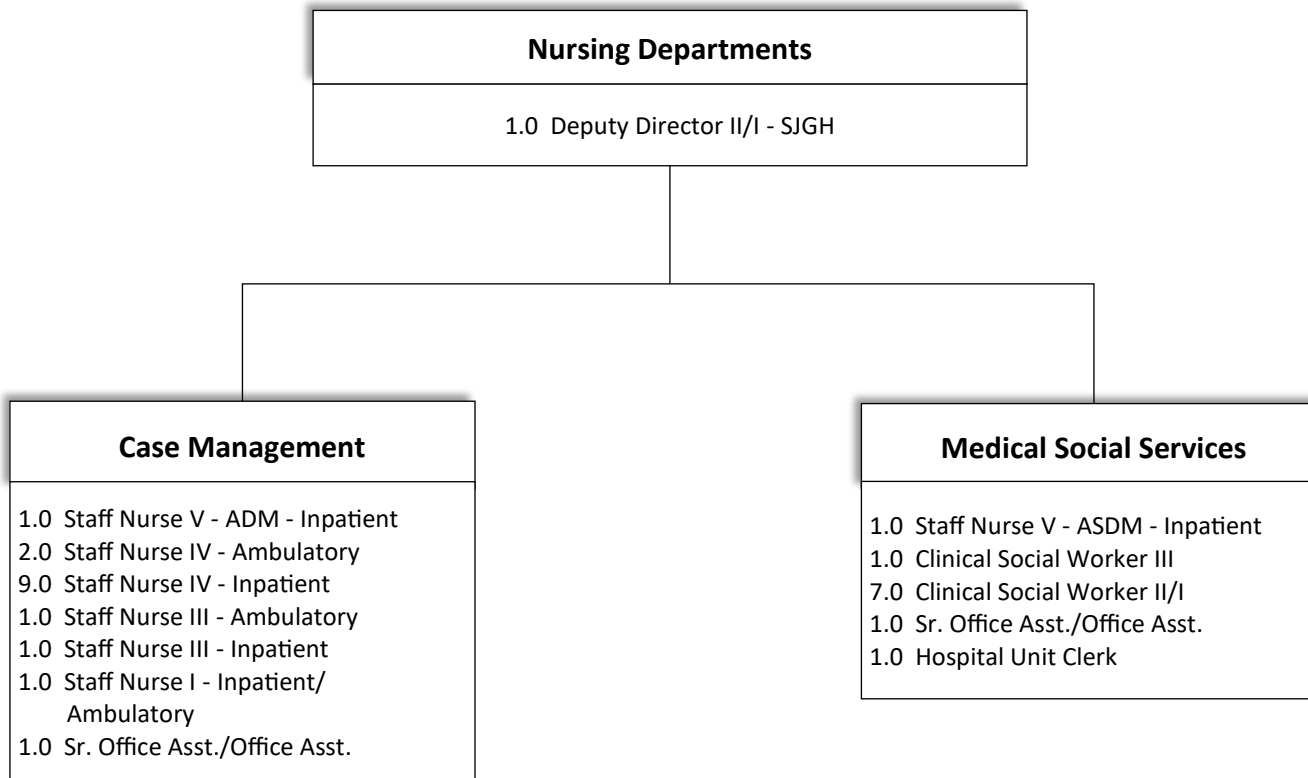 Nursing Departments
1.0 Deputy Director II/I - SJGH
Case Management
1.0 Staff Nurse V - ADM - Inpatient
2.0 Staff Nurse IV - Ambulatory
9.0 Staff Nurse IV - Inpatient
1.0 Staff Nurse III - Ambulatory
1.0 Staff Nurse III - Inpatient
1.0 Staff Nurse I - Inpatient/
Ambulatory
1.0 Sr. Office Asst./Office Asst.
Medical Social Services
1.0 Staff Nurse V - ASDM - Inpatient
1.0 Clinical Social Worker III
7.0 Clinical Social Worker II/I
1.0 Sr. Office Asst./Office Asst.
1.0 Hospital Unit Clerk